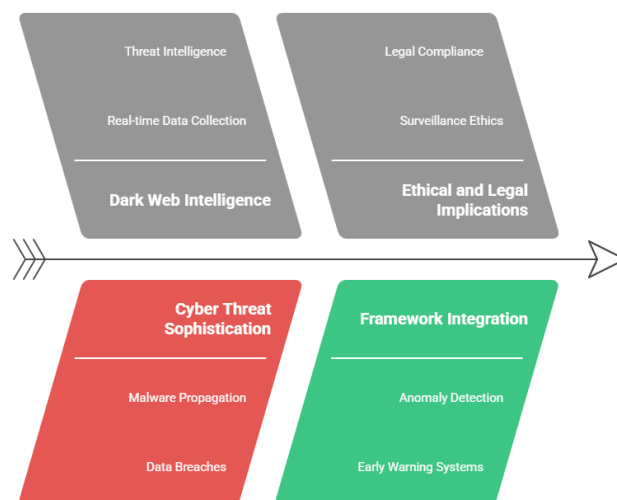 Threat Intelligence
Real-time Data Collection
Dark Web Intelligence
Legal Compliance
Surveillance Ethics
Ethical and Legal
Implications
Cyber Threat
Sophistication
Malware Propagation
Data Breaches
Framework Integration
Anomaly Detection
Early Warning Systems